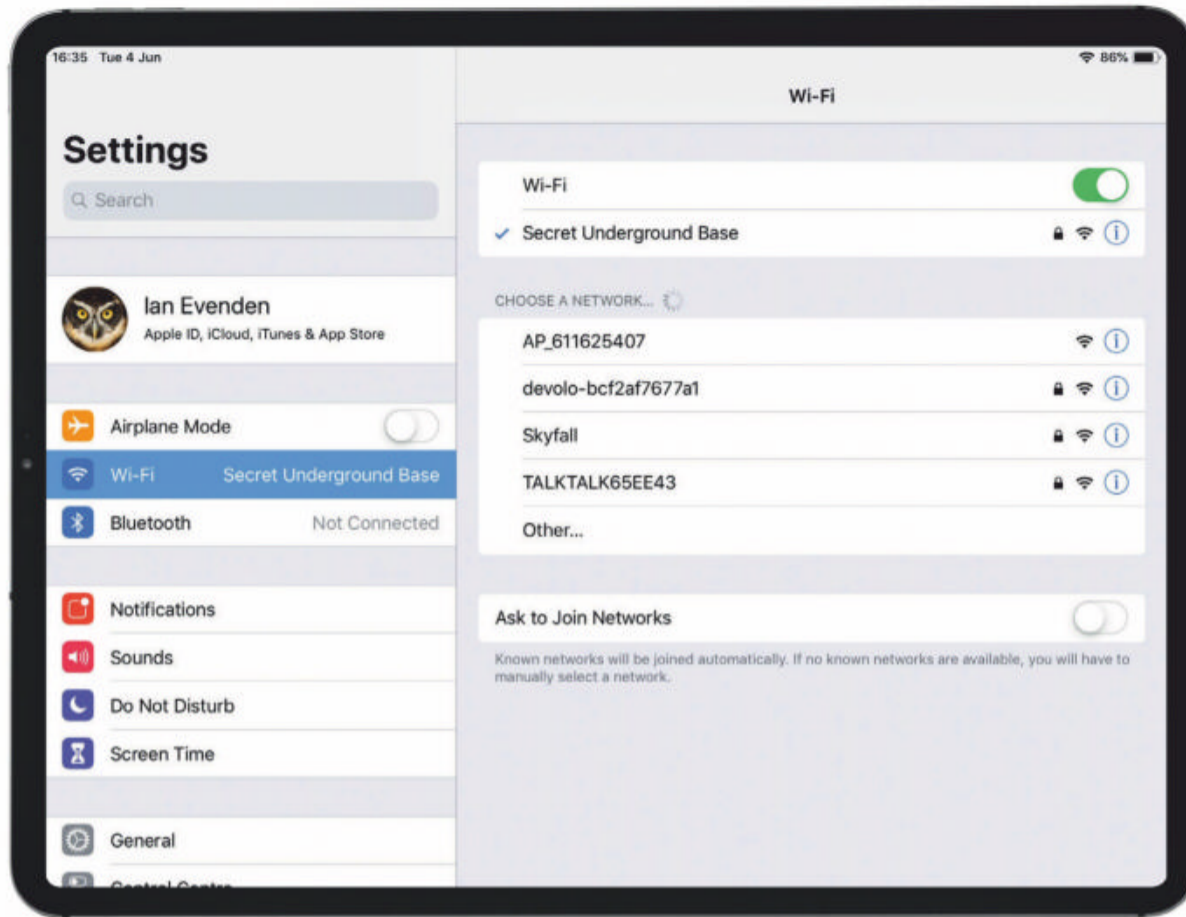 16:35 Tue 4 Jun
86%
Settings
Search
Ian Evenden
Apple ID, iCloud, iTunes & App Store
Airplane Mode
Wi-Fi Secret Underground Base
Bluetooth Not Connected
Notifications
Sounds
Do Not Disturb
Screen Time
General
Control Centre
Wi-Fi
Wi-Fi
Secret Underground Base
CHOOSE A NETWORK...
AP_611625407
devolo-bcf2af7677a1
Skyfall
TALKTALK65EE43
Other...
Ask to Join Networks
Known networks will be joined automatically. If no known networks are available, you will have to
manually select a network.